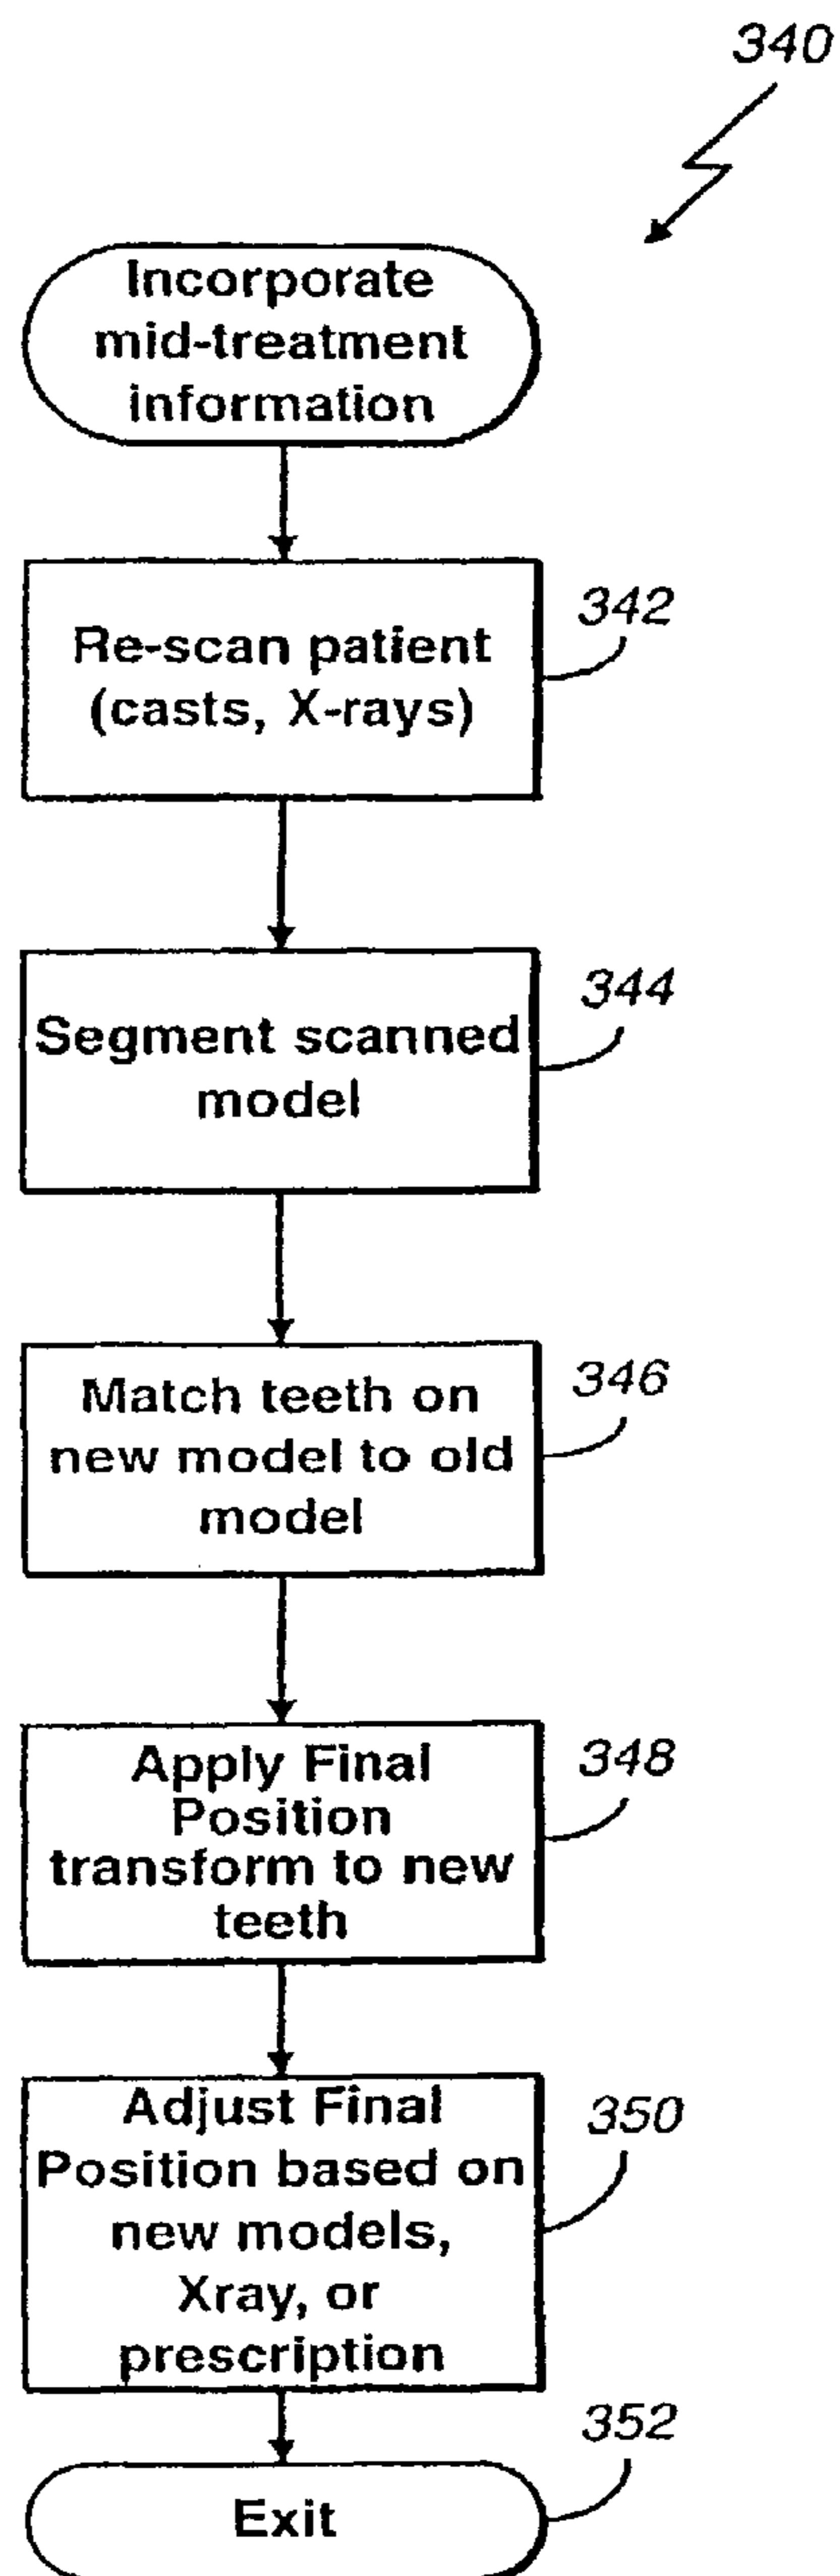 340
Incorporate
mid-treatment
information
Re-scan patient
(casts, X-rays)
342
Segment scanned
model
344
Match teeth on
new model to old
model
346
Apply Final
Position
transform to new
teeth
348
Adjust Final
Position based on
new models,
Xray, or
prescription
350
Exit
352